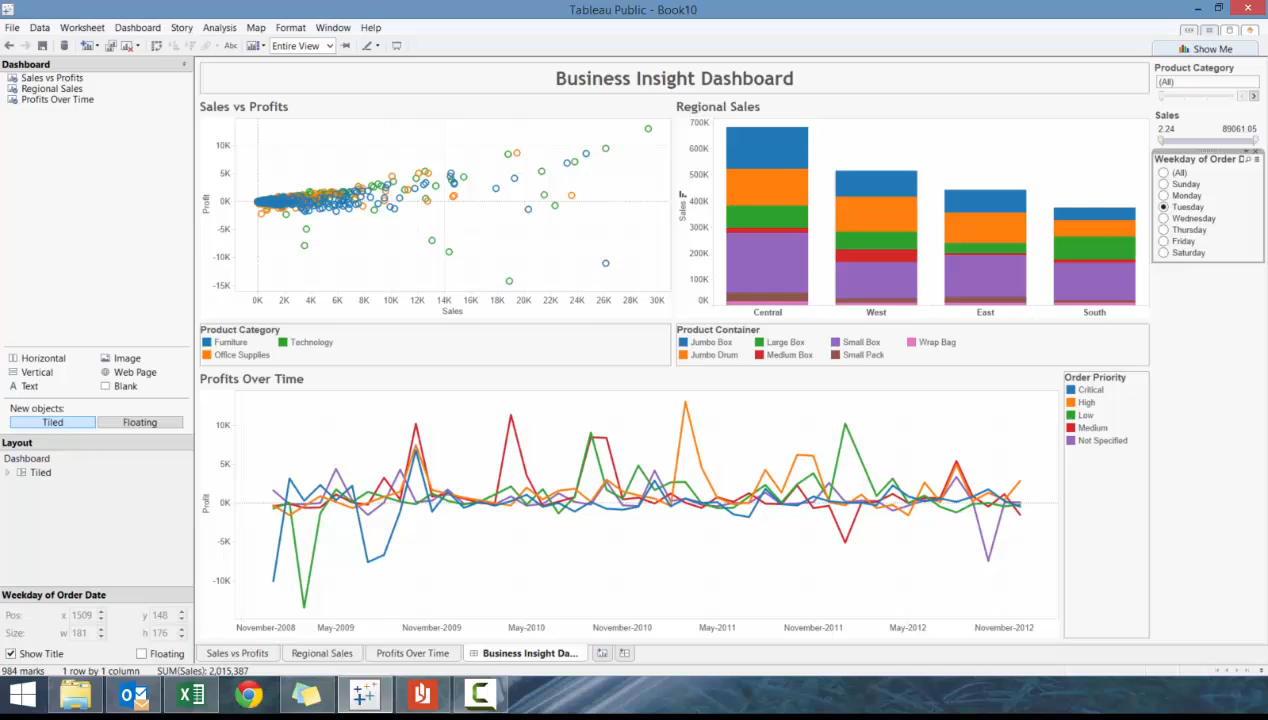 Tableau Public - Book10
File Data Worksheet Dashboard Story Analysis Map Format Window Help
Abc Entire View
Show Me
Dashboard
Sales vs Profits
Regional Sales
Profits Over Time
Horizontal Image
Vertical Web Page
A Text Blank
New objects:
Tiled Floating
Layout
Dashboard
Tiled
Weekday of Order Date
Pos: x 1509 y 148
Size: w 181 h 176
Show Title Floating
Business Insight Dashboard
Sales vs Profits
Profit
10K
5K
0K
-5K
-10K
-15K
0K 2K 4K 6K 8K 10K 12K 14K 16K 18K 20K 22K 24K 26K 28K 30K
Sales
Regional Sales
Sales
700K
600K
500K
400K
300K
200K
100K
0K
Central West East South
Product Category
Furniture Technology
Office Supplies
Product Container
Jumbo Box Large Box Small Box Wrap Bag
Jumbo Drum Medium Box Small Pack
Profits Over Time
Profit
10K
5K
0K
-5K
-10K
November-2008 May-2009 November-2009 May-2010 November-2010 May-2011 November-2011 May-2012 November-2012
Order Priority
Critical
High
Low
Medium
Not Specified
Product Category
(All)
Sales
2.24 89061.05
Weekday of Order D
(All)
Sunday
Monday
Tuesday
Wednesday
Thursday
Friday
Saturday
Sales vs Profits Regional Sales Profits Over Time Business Insight Da...
984 marks 1 row by 1 column SUM(Sales): 2,015,387